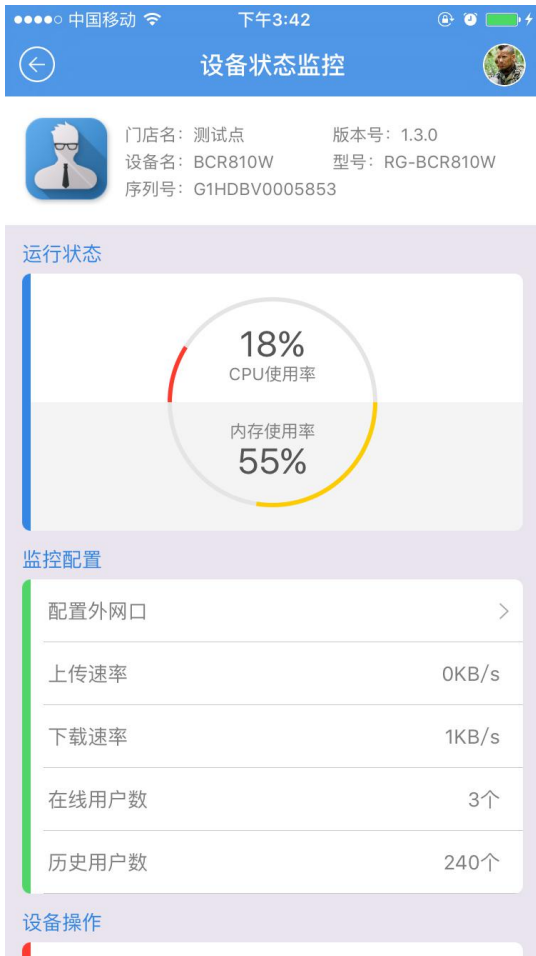 中国移动 下午3:42
设备状态监控
门店名：测试点 版本号：1.3.0
设备名：BCR810W 型号：RG-BCR810W
序列号：G1HDBV0005853
运行状态
18%
CPU使用率
内存使用率
55%
监控配置
配置外网口
上传速率 0KB/s
下载速率 1KB/s
在线用户数 3个
历史用户数 240个
设备操作